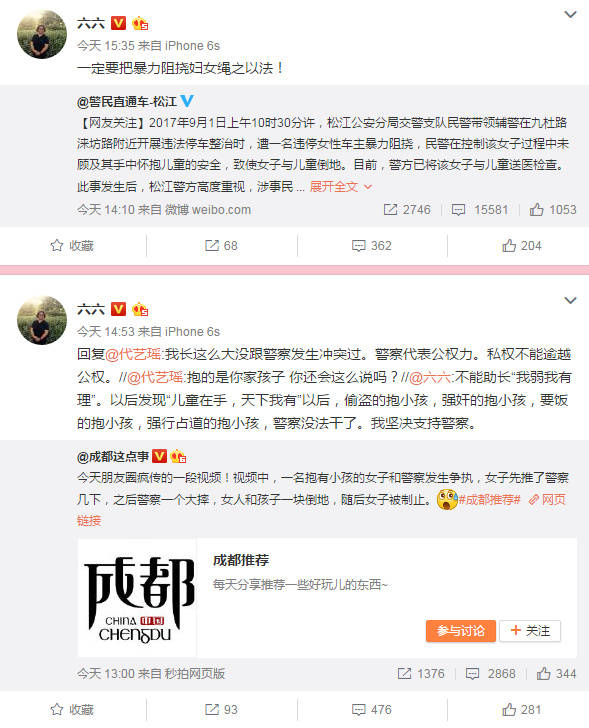 六六
今天 15:35 来自 iPhone 6s
一定要把暴力阻挠妇女绳之以法！
@警民直通车-松江
【网友关注】2017年9月1日上午10时30分许，松江公安分局交警支队民警带领辅警在九杜路
涞坊路附近开展违法停车整治时，遭一名违停女性车主暴力阻挠，民警在控制该女子过程中未
顾及其手中怀抱儿童的安全，致使女子与儿童倒地。目前，警方已将该女子与儿童送医检查。
此事发生后，松江警方高度重视，涉事民 ... 展开全文
今天 14:10 来自 微博 weibo.com 2746 15581 1053
收藏 68 362 204
六六
今天 14:53 来自 iPhone 6s
回复@代艺瑶:我长这么大没跟警察发生冲突过。警察代表公权力。私权不能逾越
公权。//@代艺瑶:抱的是你家孩子 你还会这么说吗？//@六六:不能助长“我弱我有
理”。以后发现“儿童在手，天下我有”以后，偷盗的抱小孩，强奸的抱小孩，要饭
的抱小孩，强行占道的抱小孩，警察没法干了。我坚决支持警察。
@成都这点事
今天朋友圈疯传的一段视频！视频中，一名抱有小孩的女子和警察发生争执，女子先推了警察
几下，之后警察一个大摔，女人和孩子一块倒地，随后女子被制止。#成都推荐# 网页
链接
成都
CHINA 中国
CHENGDU
成都推荐
每天分享推荐一些好玩儿的东西~
参与讨论 + 关注
今天 13:00 来自 秒拍网页版 1376 2868 344
收藏 93 476 281